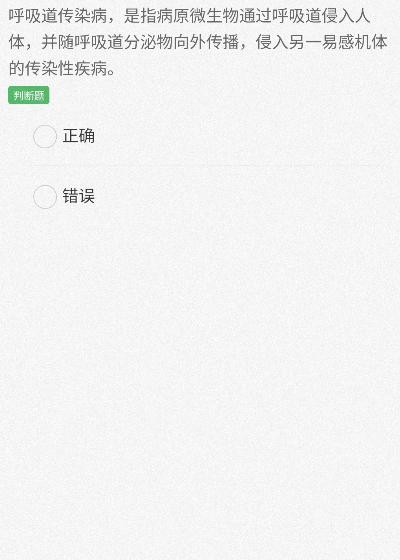 呼吸道传染病，是指病原微生物通过呼吸道侵入人
体，并随呼吸道分泌物向外传播，侵入另一易感机体
的传染性疾病。
判断题
正确
错误